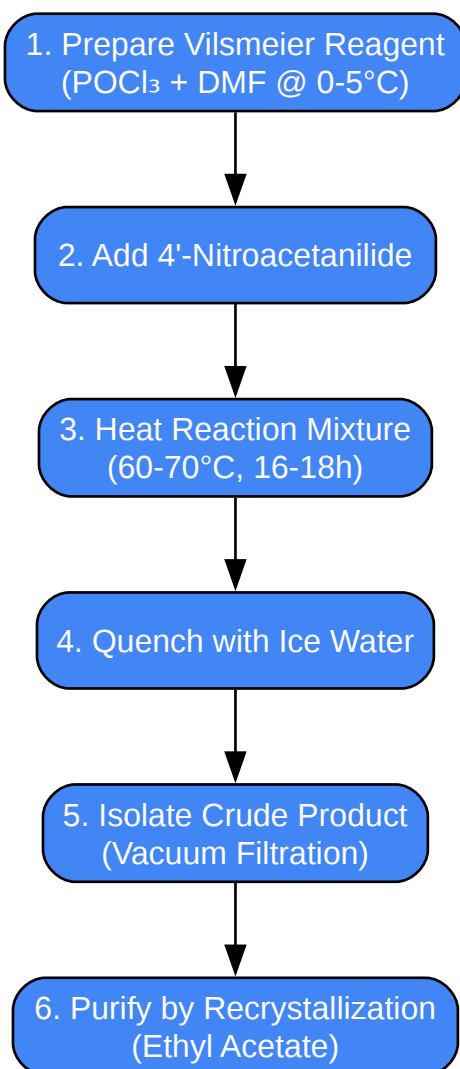 1. Prepare Vilsmeier Reagent
(POCl₃ + DMF @ 0-5°C)
2. Add 4'-Nitroacetanilide
3. Heat Reaction Mixture
(60-70°C, 16-18h)
4. Quench with Ice Water
5. Isolate Crude Product
(Vacuum Filtration)
6. Purify by Recrystallization
(Ethyl Acetate)